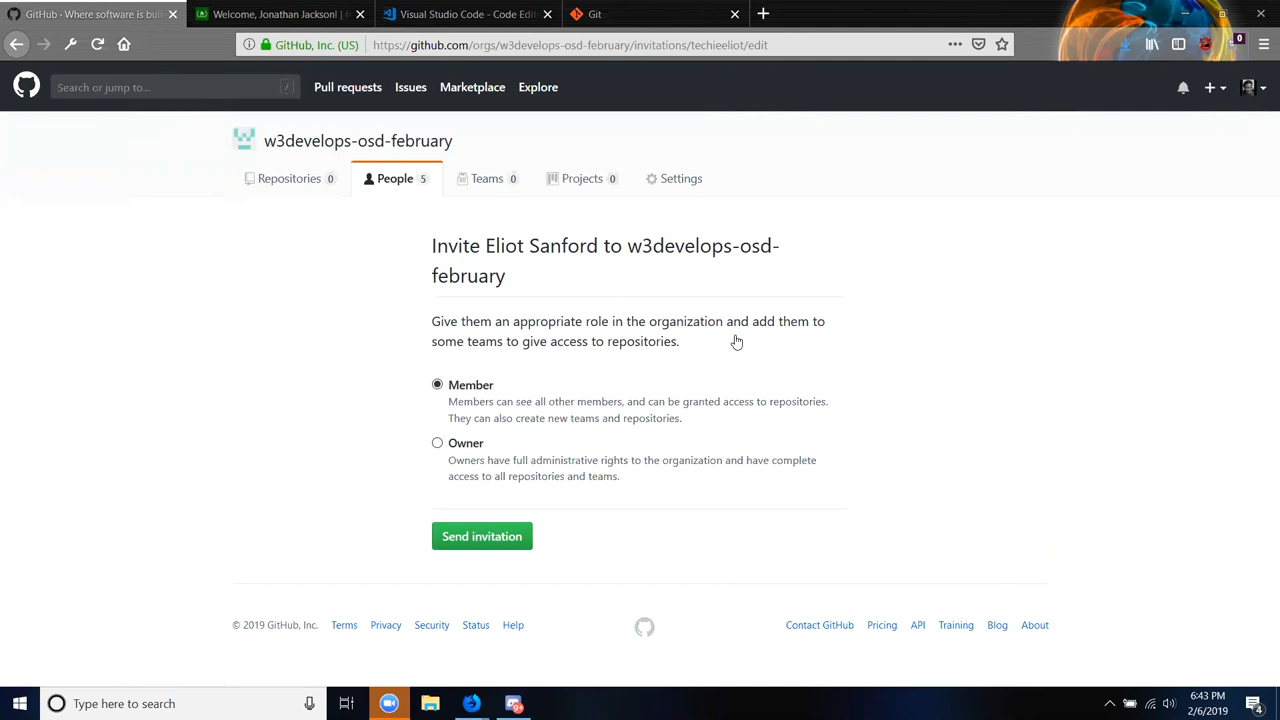 GitHub - Where software is buil
Welcome, Jonathan Jackson! | f
Visual Studio Code - Code Edit
Git
0
GitHub, Inc. (US)
https://github.com/orgs/w3develops-osd-february/invitations/techieeliot/edit
Search or jump to...
/
Pull requests
Issues
Marketplace
Explore
w3develops-osd-february
Repositories 0
People 5
Teams 0
Projects 0
Settings
Invite Eliot Sanford to w3develops-osd-
february
Give them an appropriate role in the organization and add them to
some teams to give access to repositories.
Member
Members can see all other members, and can be granted access to repositories.
They can also create new teams and repositories.
Owner
Owners have full administrative rights to the organization and have complete
access to all repositories and teams.
Send invitation
© 2019 GitHub, Inc.
Terms
Privacy
Security
Status
Help
Contact GitHub
Pricing
API
Training
Blog
About
Type here to search
6:43 PM
2/6/2019
4